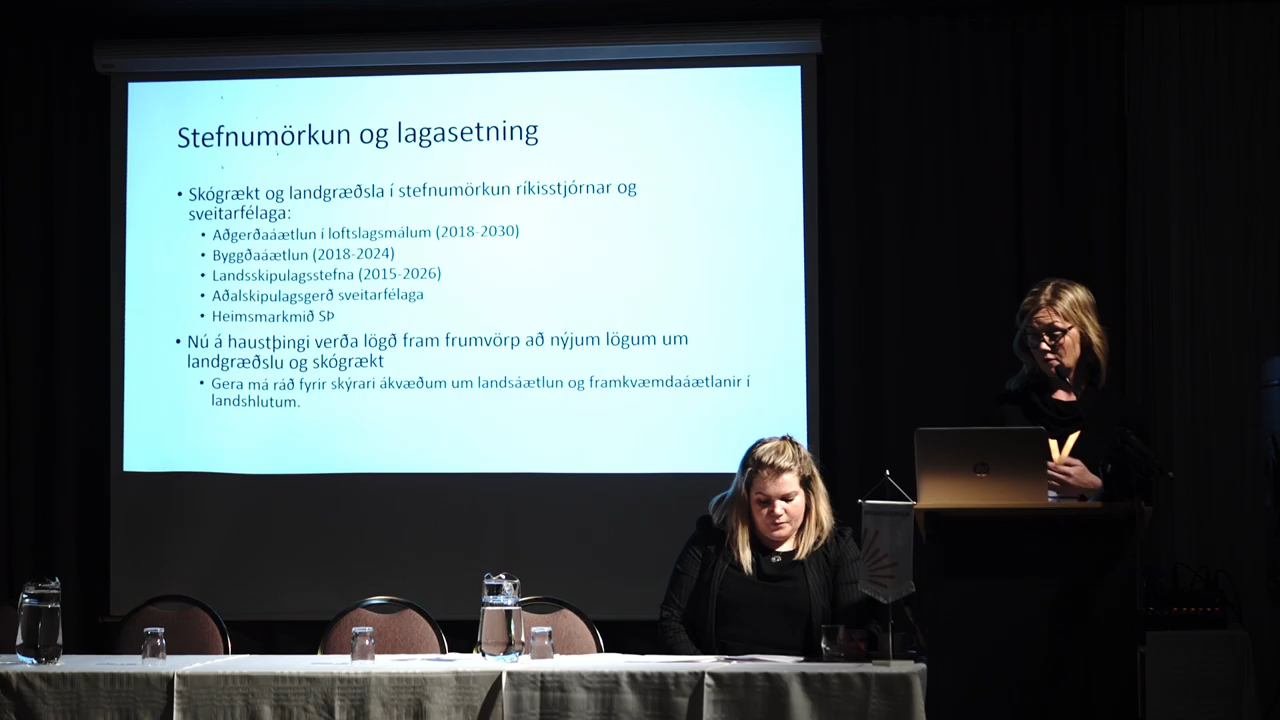 Stefnumörkun og lagasetning
• Skógrækt og landgræðsla í stefnumörkun ríkisstjórnar og
sveitarfélaga:
• Aðgerðaáætlun í loftslagsmálum (2018-2030)
• Byggðaáætlun (2018-2024)
• Landsskipulagsstefna (2015-2026)
• Aðalskipulagsgerð sveitarfélaga
• Heimsmarkmið SÞ
• Nú á haustþingi verða lögð fram frumvörp að nýjum lögum um
landgræðslu og skógrækt
• Gera má ráð fyrir skýrari ákvæðum um landsáætlun og framkvæmdaáætlanir í
landshlutum.